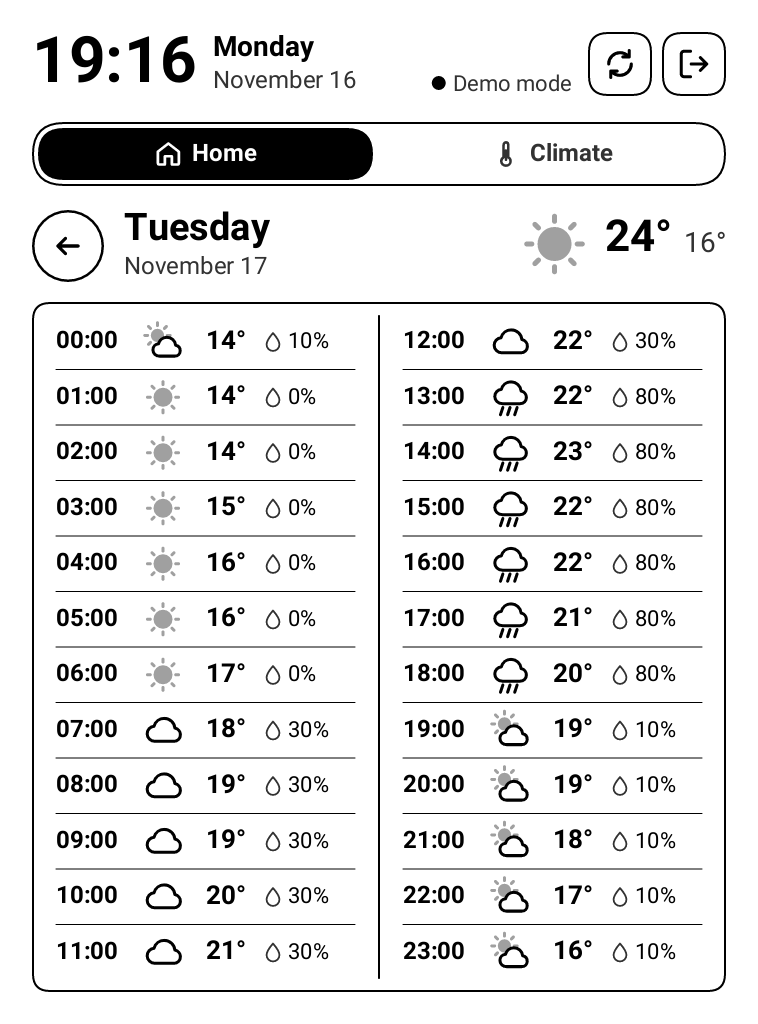 19:16 Monday
November 16
Demo mode
Home Climate
Tuesday
November 17
24° 16°
00:00 14° 10%
01:00 14° 0%
02:00 14° 0%
03:00 15° 0%
04:00 16° 0%
05:00 16° 0%
06:00 17° 0%
07:00 18° 30%
08:00 19° 30%
09:00 19° 30%
10:00 20° 30%
11:00 21° 30%
12:00 22° 30%
13:00 22° 80%
14:00 23° 80%
15:00 22° 80%
16:00 22° 80%
17:00 21° 80%
18:00 20° 80%
19:00 19° 10%
20:00 19° 10%
21:00 18° 10%
22:00 17° 10%
23:00 16° 10%